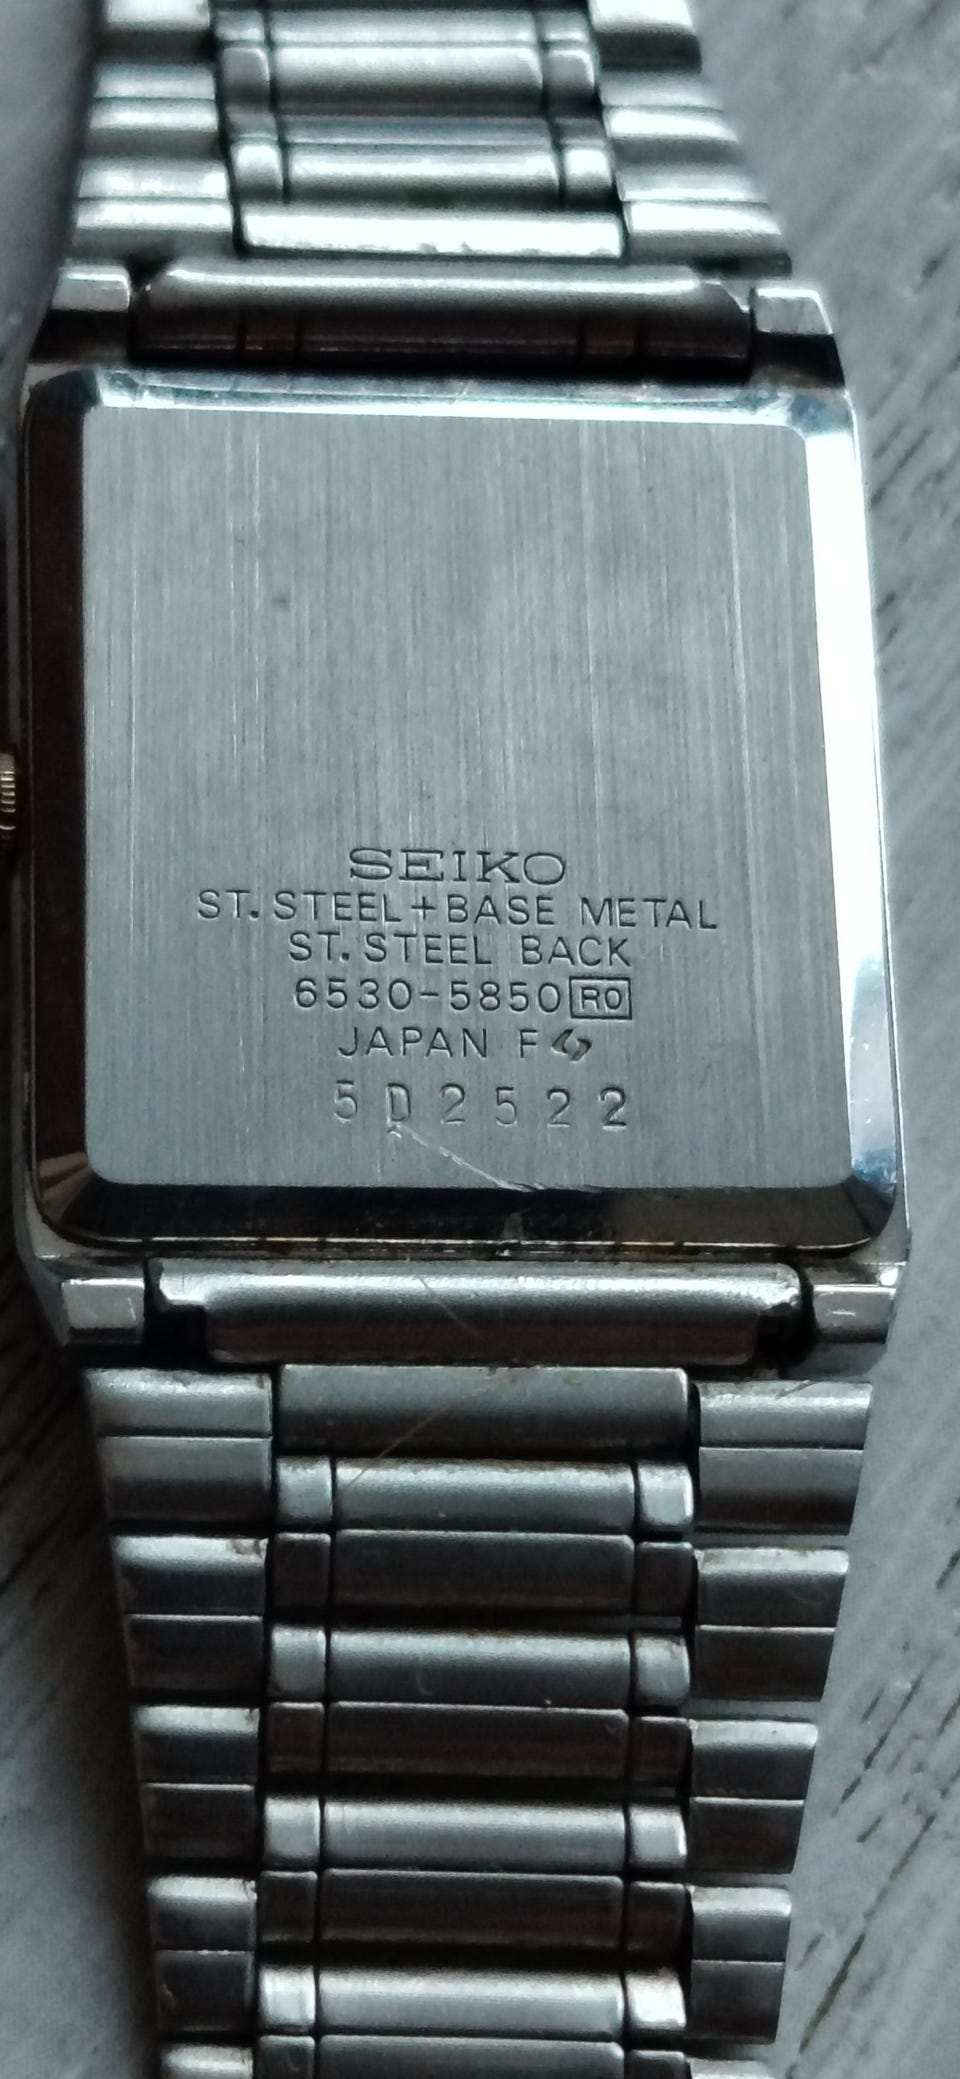 SEIKO
ST. STEEL+BASE METAL
ST. STEEL BACK
6530-5850 R0
JAPAN F
5D2522